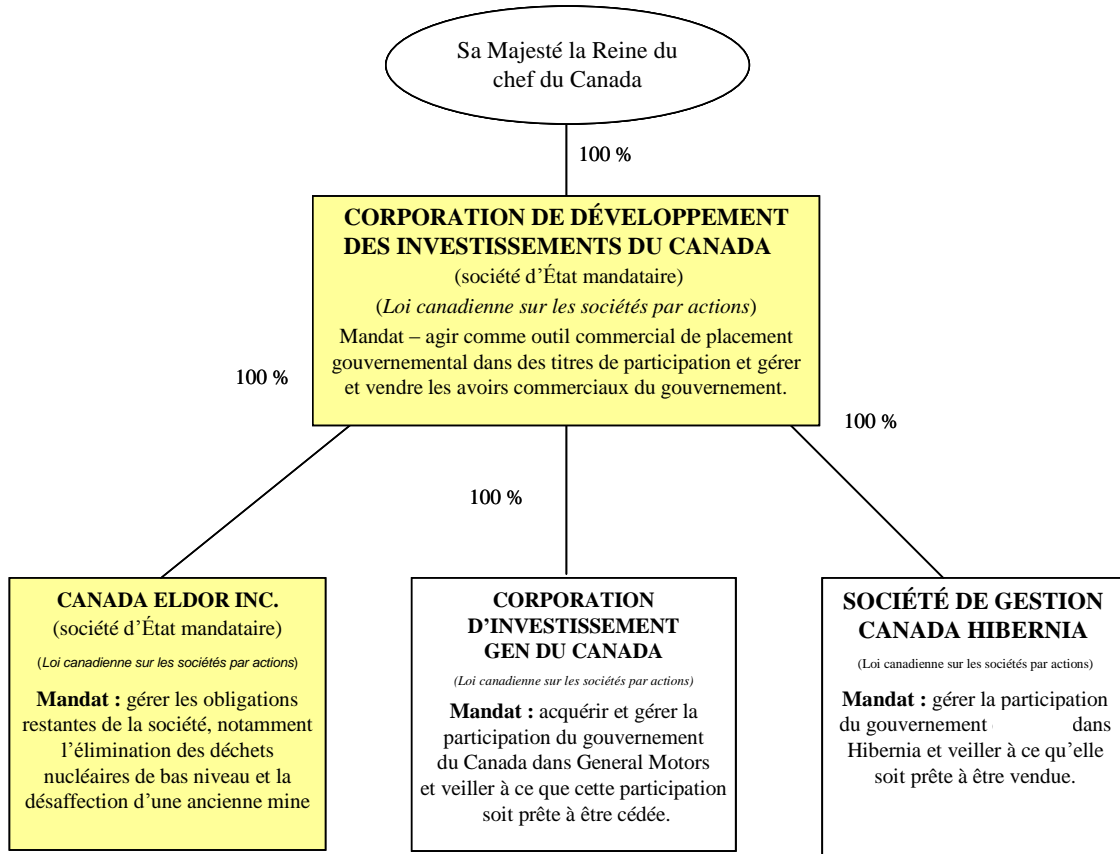 Sa Majesté la Reine du
chef du Canada
100 %
CORPORATION DE DÉVELOPPEMENT
DES INVESTISSEMENTS DU CANADA
(société d’État mandataire)
(Loi canadienne sur les sociétés par actions)
Mandat – agir comme outil commercial de placement
gouvernemental dans des titres de participation et gérer
et vendre les avoirs commerciaux du gouvernement.
100 %
100 %
100 %
CANADA ELDOR INC.
(société d’État mandataire)
(Loi canadienne sur les sociétés par actions)
Mandat : gérer les obligations
restantes de la société, notamment
l’élimination des déchets
nucléaires de bas niveau et la
désaffection d’une ancienne mine
CORPORATION
D’INVESTISSEMENT
GEN DU CANADA
(Loi canadienne sur les sociétés par actions)
Mandat : acquérir et gérer la
participation du gouvernement
du Canada dans General Motors
et veiller à ce que cette participation
soit prête à être cédée.
SOCIÉTÉ DE GESTION
CANADA HIBERNIA
(Loi canadienne sur les sociétés par actions)
Mandat : gérer la participation
du gouvernement dans
Hibernia et veiller à ce qu’elle
soit prête à être vendue.